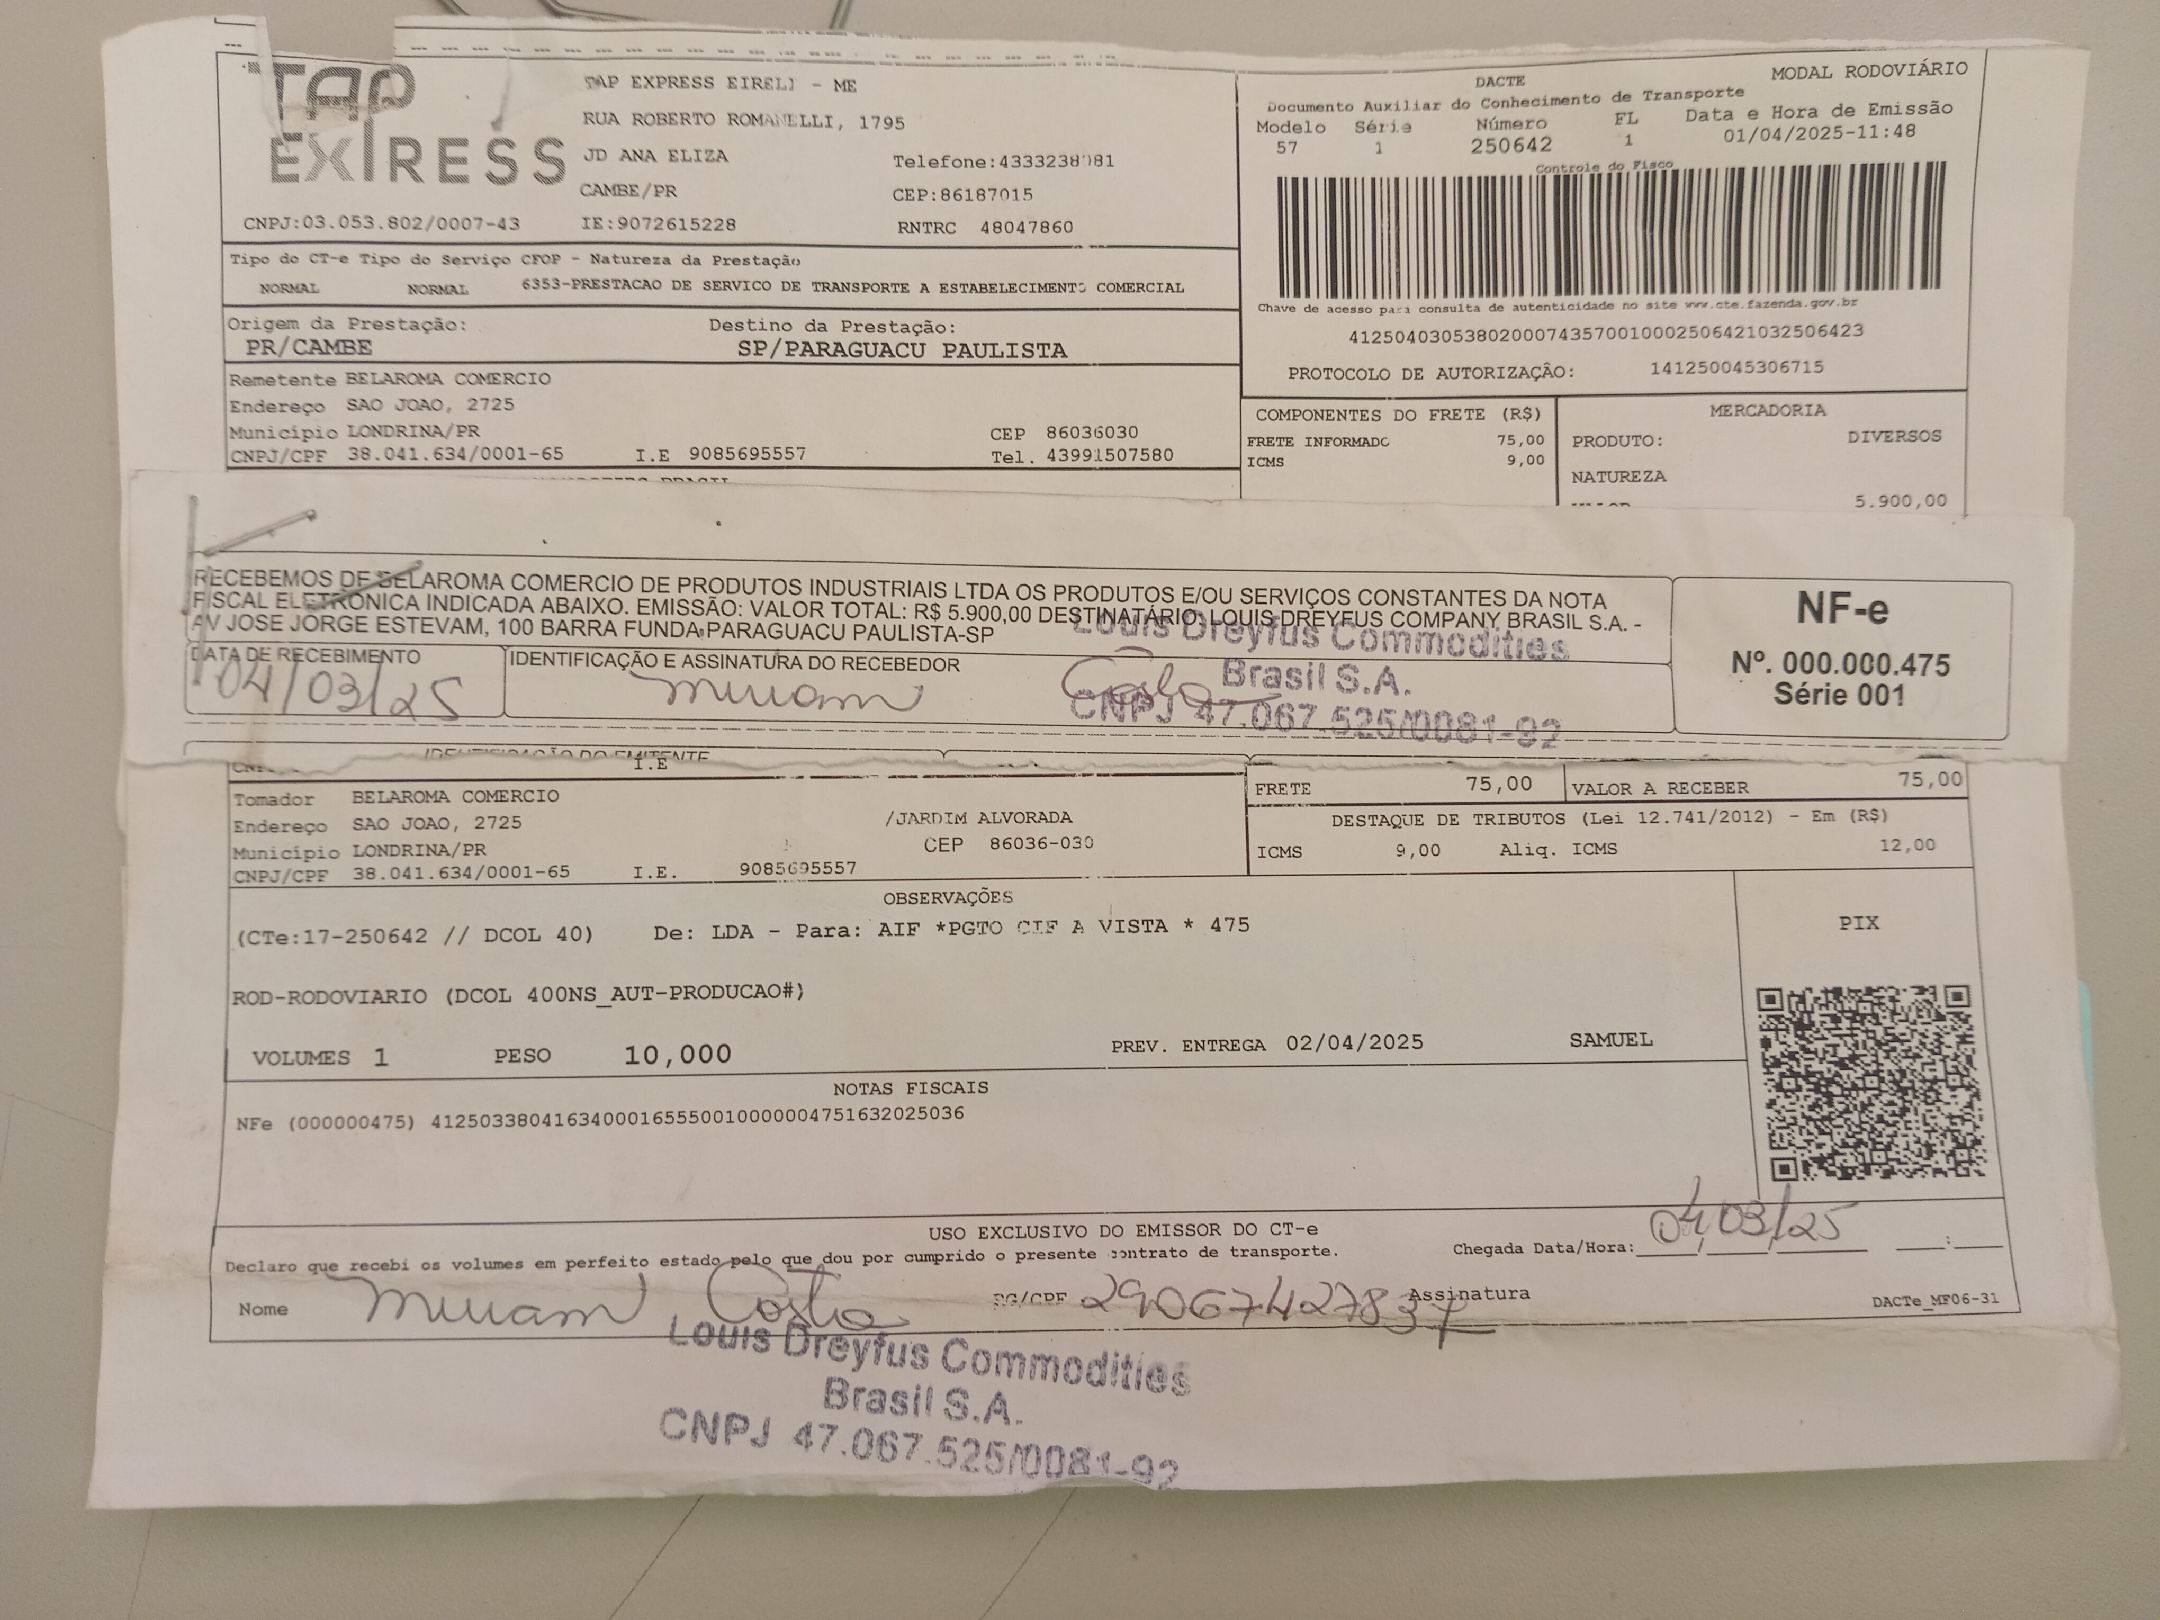 TAP EXPRESS
TAP EXPRESS EIRELI - ME
RUA ROBERTO ROMANELLI, 1795
JD ANA ELIZA
Telefone:4333238081
CAMBE/PR
CEP:86187015
CNPJ:03.053.802/0007-43
IE:9072615228
RNTRC 48047860
DACTE
MODAL RODOVIÁRIO
Documento Auxiliar do Conhecimento de Transporte
Modelo Série Número FL Data e Hora de Emissão
57 1 250642 1 01/04/2025-11:48
Controle do Fisco
Chave de acesso para consulta de autenticidade no site www.cte.fazenda.gov.br
41250403053802000743570010002506421032506423
PROTOCOLO DE AUTORIZAÇÃO: 141250045306715
Tipo do CT-e Tipo do Serviço CFOP - Natureza da Prestação
NORMAL NORMAL 6353-PRESTACAO DE SERVICO DE TRANSPORTE A ESTABELECIMENTO COMERCIAL
Origem da Prestação: Destino da Prestação:
PR/CAMBE SP/PARAGUACU PAULISTA
Remetente BELAROMA COMERCIO
Endereço SAO JOAO, 2725
Município LONDRINA/PR CEP 86036030
CNPJ/CPF 38.041.634/0001-65 I.E 9085695557 Tel. 43991507580
COMPONENTES DO FRETE (R$)
FRETE INFORMADO 75,00
ICMS 9,00
MERCADORIA
PRODUTO: DIVERSOS
NATUREZA
5.900,00
RECEBEMOS DE BELAROMA COMERCIO DE PRODUTOS INDUSTRIAIS LTDA OS PRODUTOS E/OU SERVIÇOS CONSTANTES DA NOTA
FISCAL ELETRÔNICA INDICADA ABAIXO. EMISSÃO: VALOR TOTAL: R$ 5.900,00 DESTINATÁRIO: LOUIS DREYFUS COMPANY BRASIL S.A. -
AV JOSE JORGE ESTEVAM, 100 BARRA FUNDA PARAGUACU PAULISTA-SP
DATA DE RECEBIMENTO
04/03/25
IDENTIFICAÇÃO E ASSINATURA DO RECEBEDOR
Miriam Costa
Louis Dreyfus Commodities
Brasil S.A.
CNPJ 47.067.525/0081-92
NF-e
Nº. 000.000.475
Série 001
IDENTIFICAÇÃO DO EMITENTE
I.E
Tomador BELAROMA COMERCIO
Endereço SAO JOAO, 2725 /JARDIM ALVORADA
Município LONDRINA/PR CEP 86036-030
CNPJ/CPF 38.041.634/0001-65 I.E. 9085695557
FRETE 75,00 VALOR A RECEBER 75,00
DESTAQUE DE TRIBUTOS (Lei 12.741/2012) - Em (R$)
ICMS 9,00 Aliq. ICMS 12,00
OBSERVAÇÕES
(CTe:17-250642 // DCOL 40) De: LDA - Para: AIF *PGTO CIF A VISTA * 475
PIX
ROD-RODOVIARIO (DCOL 400NS_AUT-PRODUCAO#)
VOLUMES 1 PESO 10,000 PREV. ENTREGA 02/04/2025 SAMUEL
NOTAS FISCAIS
NFe (000000475) 41250338041634000165550010000004751632025036
USO EXCLUSIVO DO EMISSOR DO CT-e
Declaro que recebi os volumes em perfeito estado pelo que dou por cumprido o presente contrato de transporte.
Chegada Data/Hora: 04/03/25
Nome Miriam Costa RG/CPF Assinatura
DACTe_MF06-31
Louis Dreyfus Commodities
Brasil S.A.
CNPJ 47.067.525/0081-92